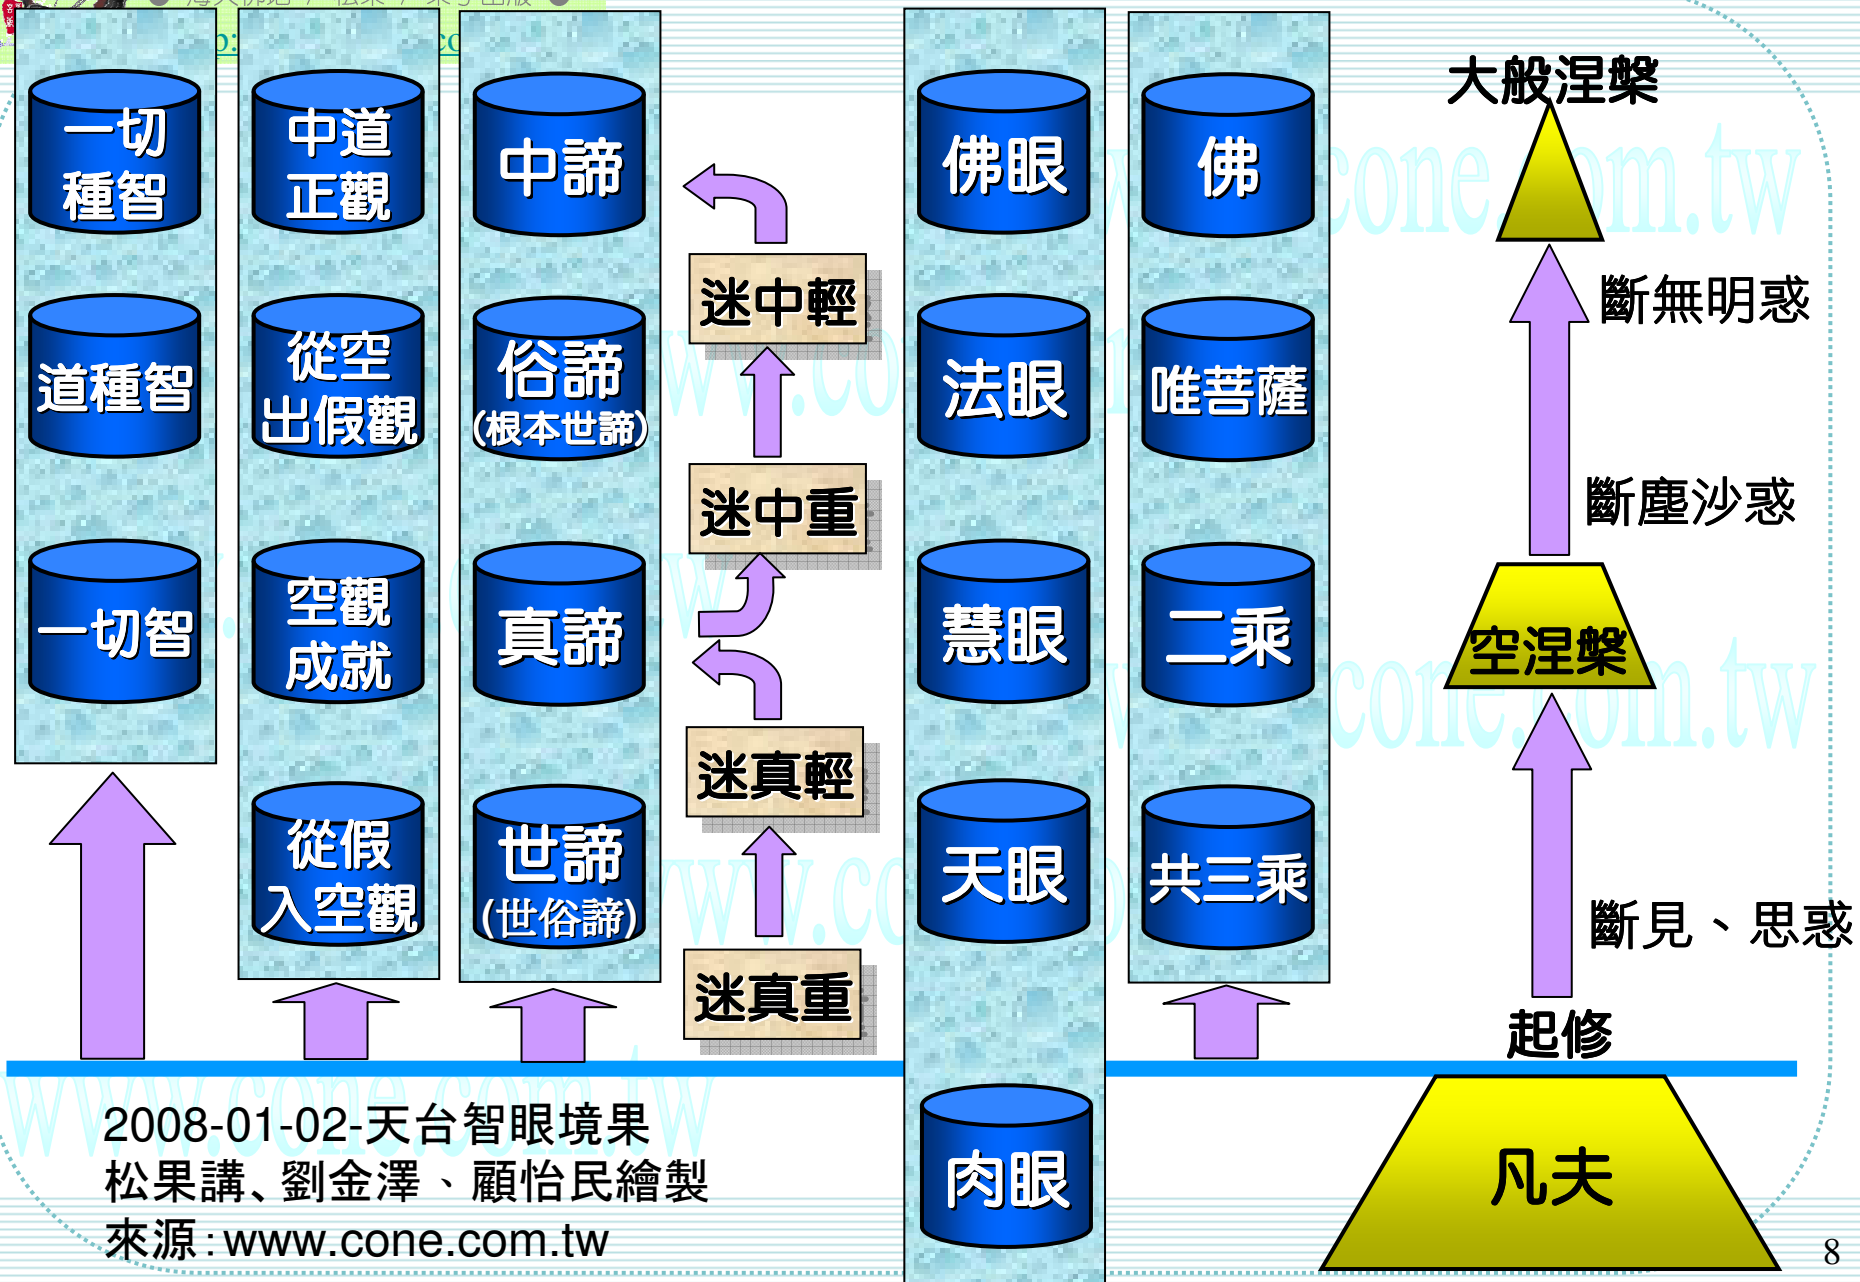 一切
種智
道種智
一切智
中道
正觀
從空
出假觀
空觀
成就
從假
入空觀
中諦
俗諦
(根本世諦)
真諦
世諦
(世俗諦)
迷中輕
迷中重
迷真輕
迷真重
佛眼
法眼
慧眼
天眼
肉眼
佛
唯菩薩
二乘
共三乘
大般涅槃
斷無明惑
斷塵沙惑
空涅槃
斷見、思惑
起修
凡夫
2008-01-02-天台智眼境果
松果講、劉金澤、顧怡民繪製
來源:www.cone.com.tw
www.cone.com.tw
8